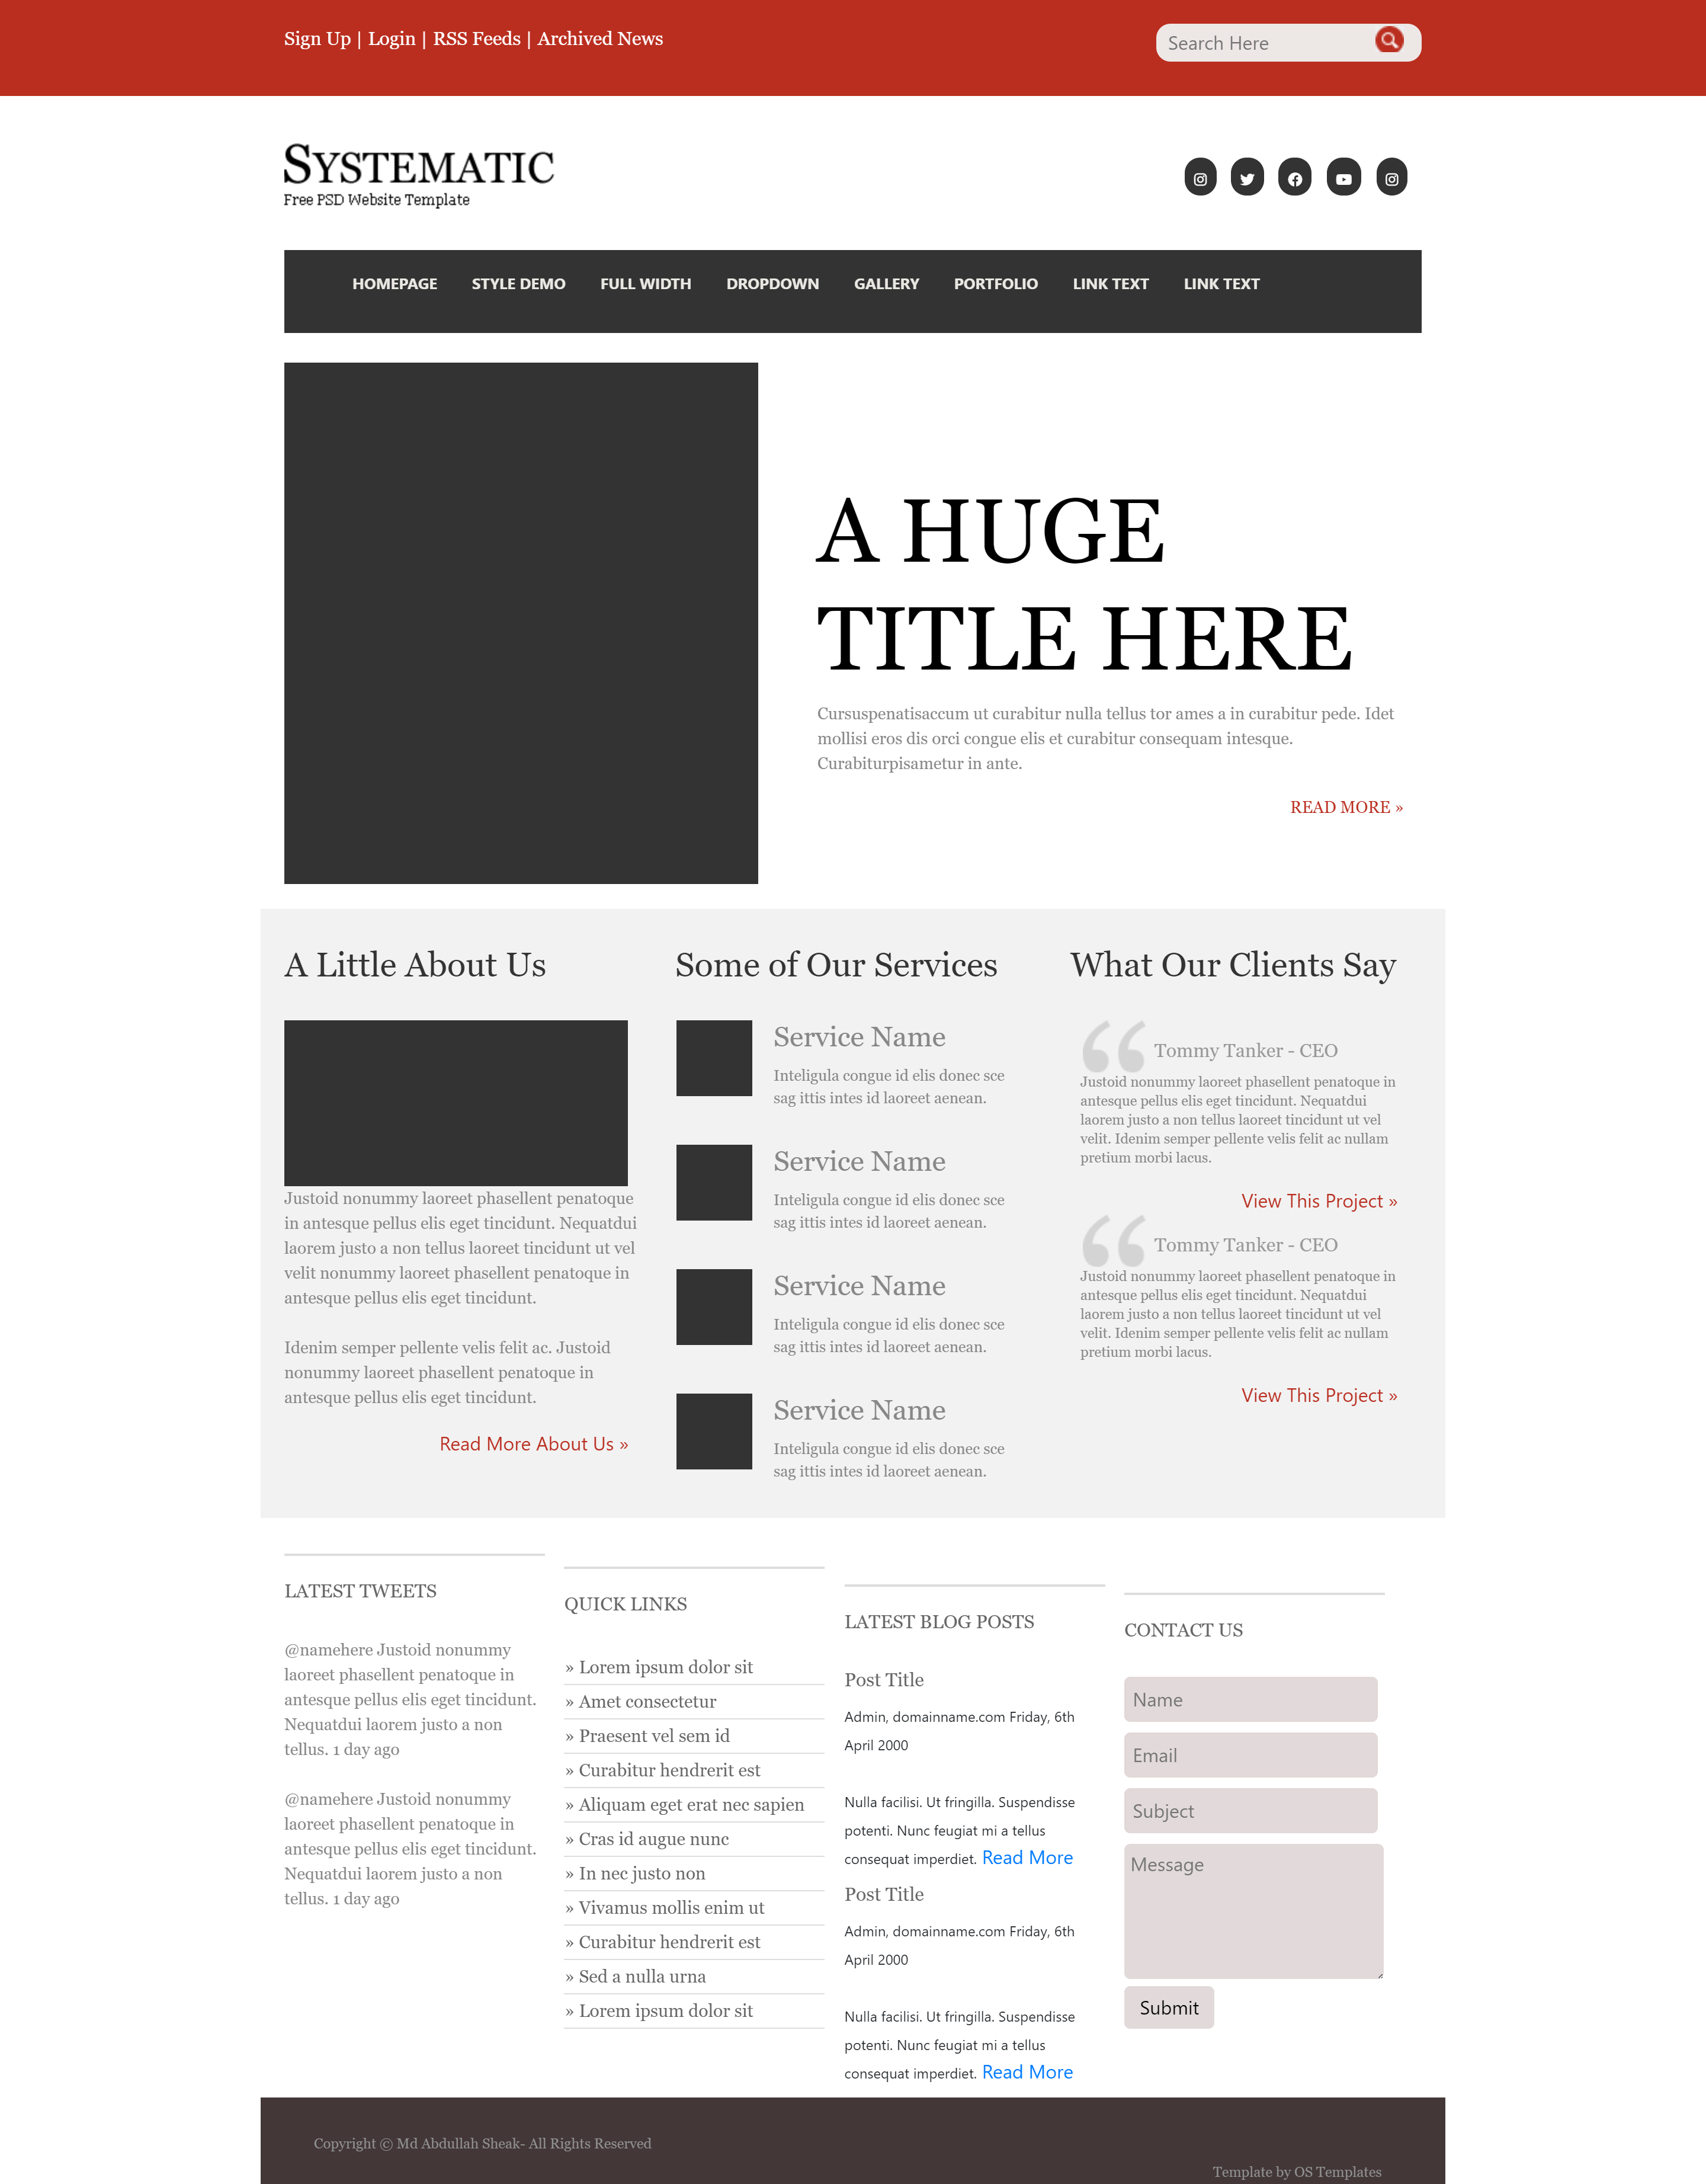 Sign Up | Login | RSS Feeds | Archived News
Search Here
SYSTEMATIC
Free PSD Website Template
HOMEPAGE STYLE DEMO FULL WIDTH DROPDOWN GALLERY PORTFOLIO LINK TEXT LINK TEXT
A HUGE
TITLE HERE
Cursuspenatisaccum ut curabitur nulla tellus tor ames a in curabitur pede. Idet
mollisi eros dis orci congue elis et curabitur consequam intesque.
Curabiturpisametur in ante.
READ MORE »
A Little About Us
Justoid nonummy laoreet phasellent penatoque
in antesque pellus elis eget tincidunt. Nequatdui
laorem justo a non tellus laoreet tincidunt ut vel
velit nonummy laoreet phasellent penatoque in
antesque pellus elis eget tincidunt.
Idenim semper pellente velis felit ac. Justoid
nonummy laoreet phasellent penatoque in
antesque pellus elis eget tincidunt.
Read More About Us »
Some of Our Services
Service Name
Inteligula congue id elis donec sce
sag ittis intes id laoreet aenean.
Service Name
Inteligula congue id elis donec sce
sag ittis intes id laoreet aenean.
Service Name
Inteligula congue id elis donec sce
sag ittis intes id laoreet aenean.
Service Name
Inteligula congue id elis donec sce
sag ittis intes id laoreet aenean.
What Our Clients Say
“ Tommy Tanker - CEO
Justoid nonummy laoreet phasellent penatoque in
antesque pellus elis eget tincidunt. Nequatdui
laorem justo a non tellus laoreet tincidunt ut vel
velit. Idenim semper pellente velis felit ac nullam
pretium morbi lacus.
View This Project »
“ Tommy Tanker - CEO
Justoid nonummy laoreet phasellent penatoque in
antesque pellus elis eget tincidunt. Nequatdui
laorem justo a non tellus laoreet tincidunt ut vel
velit. Idenim semper pellente velis felit ac nullam
pretium morbi lacus.
View This Project »
LATEST TWEETS
@namehere Justoid nonummy
laoreet phasellent penatoque in
antesque pellus elis eget tincidunt.
Nequatdui laorem justo a non
tellus. 1 day ago
@namehere Justoid nonummy
laoreet phasellent penatoque in
antesque pellus elis eget tincidunt.
Nequatdui laorem justo a non
tellus. 1 day ago
QUICK LINKS
» Lorem ipsum dolor sit
» Amet consectetur
» Praesent vel sem id
» Curabitur hendrerit est
» Aliquam eget erat nec sapien
» Cras id augue nunc
» In nec justo non
» Vivamus mollis enim ut
» Curabitur hendrerit est
» Sed a nulla urna
» Lorem ipsum dolor sit
LATEST BLOG POSTS
Post Title
Admin, domainname.com Friday, 6th
April 2000
Nulla facilisi. Ut fringilla. Suspendisse
potenti. Nunc feugiat mi a tellus
consequat imperdiet. Read More
Post Title
Admin, domainname.com Friday, 6th
April 2000
Nulla facilisi. Ut fringilla. Suspendisse
potenti. Nunc feugiat mi a tellus
consequat imperdiet. Read More
CONTACT US
Name
Email
Subject
Message
Submit
Copyright © Md Abdullah Sheak- All Rights Reserved
Template by OS Templates